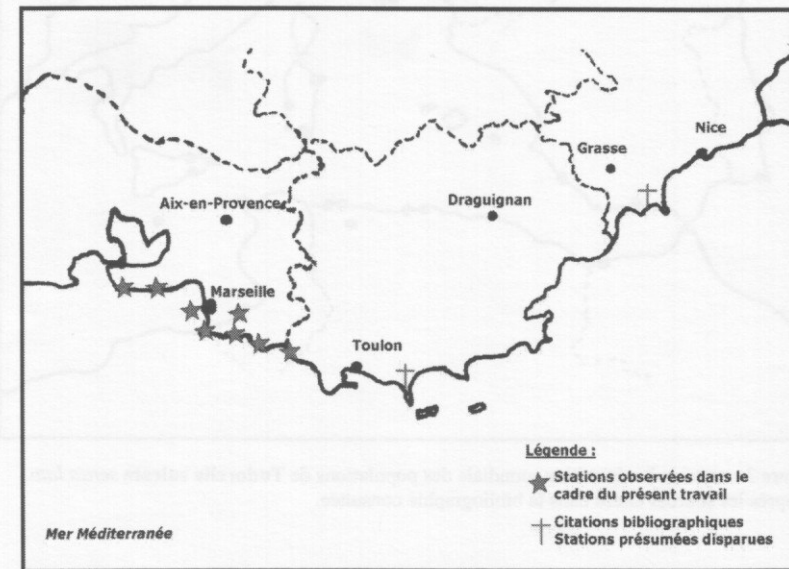 Nice
Grasse
Aix-en-Provence
Draguignan
Marseille
Toulon
Légende :
Stations observées dans le
cadre du présent travail
Citations bibliographiques
Stations présumées disparues
Mer Méditerranée